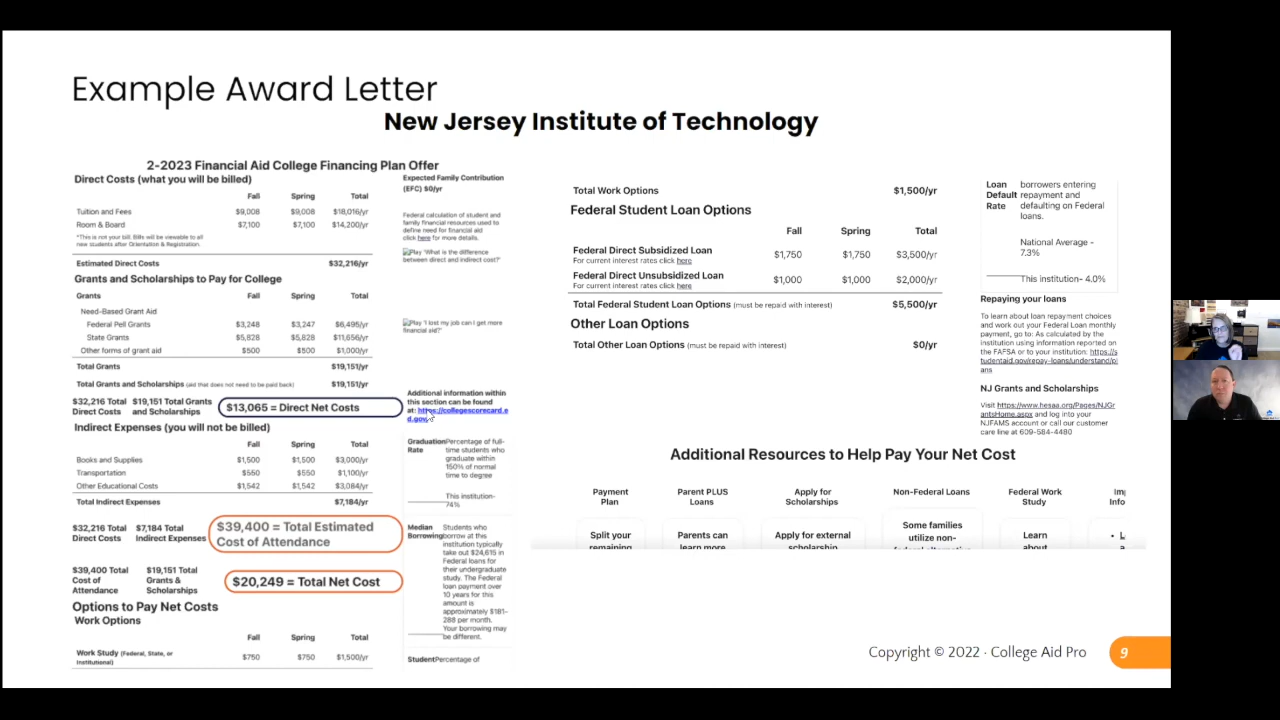 Example Award Letter
New Jersey Institute of Technology
2-2023 Financial Aid College Financing Plan Offer
Direct Costs (what you will be billed)
Fall Spring Total
Tuition and Fees $9,008 $9,008 $18,016/yr
Room & Board $7,100 $7,100 $14,200/yr
*This is not your bill. Bills will be viewable to all
new students after Orientation & Registration.
Estimated Direct Costs $32,216/yr
Grants and Scholarships to Pay for College
Grants Fall Spring Total
Need-Based Grant Aid
Federal Pell Grants $3,248 $3,247 $6,495/yr
State Grants $5,828 $5,828 $11,656/yr
Other forms of grant aid $500 $500 $1,000/yr
Total Grants $19,151/yr
Total Grants and Scholarships (aid that does not need to be paid back) $19,151/yr
$32,216 Total $19,151 Total Grants
Direct Costs and Scholarships
$13,065 = Direct Net Costs
Indirect Expenses (you will not be billed)
Fall Spring Total
Books and Supplies $1,500 $1,500 $3,000/yr
Transportation $550 $550 $1,100/yr
Other Educational Costs $1,542 $1,542 $3,084/yr
Total Indirect Expenses $7,184/yr
$32,216 Total $7,184 Total
Direct Costs Indirect Expenses
$39,400 = Total Estimated
Cost of Attendance
$39,400 Total $19,151 Total
Cost of Grants &
Attendance Scholarships
$20,249 = Total Net Cost
Options to Pay Net Costs
Work Options
Fall Spring Total
Work Study (Federal, State, or
Institutional) $750 $750 $1,500/yr
Expected Family Contribution
(EFC) $0/yr
Federal calculation of student and
family financial resources used to
define need for financial aid
click here for more details.
Play "What is the difference
between direct and indirect cost?"
Play "I lost my job can I get more
financial aid?"
Additional information within
this section can be found
at: https://collegescorecard.e
d.gov/
Graduation Percentage of full-
Rate time students who
graduate within
150% of normal
time to degree
This institution-
74%
Median Students who
Borrowing borrow at this
institution typically
take out $24,615 in
Federal loans for
their undergraduate
study. The Federal
loan payment over
10 years for this
amount is
approximately $181-
288 per month.
Your borrowing may
be different.
Student Percentage of
Total Work Options $1,500/yr
Federal Student Loan Options
Fall Spring Total
Federal Direct Subsidized Loan $1,750 $1,750 $3,500/yr
For current interest rates click here
Federal Direct Unsubsidized Loan $1,000 $1,000 $2,000/yr
For current interest rates click here
Total Federal Student Loan Options (must be repaid with interest) $5,500/yr
Other Loan Options
Total Other Loan Options (must be repaid with interest) $0/yr
Loan borrowers entering
Default repayment and
Rate defaulting on Federal
loans.
National Average -
7.3%
This institution- 4.0%
Repaying your loans
To learn about loan repayment choices
and work out your Federal Loan monthly
payment, go to: As calculated by the
institution using information reported on
the FAFSA or to your institution: https://s
tudentaid.gov/repay-loans/understand/pl
ans
NJ Grants and Scholarships
Visit https://www.hesaa.org/Pages/NJGr
antsHome.aspx and log into your
NJFAMS account or call our customer
care line at 609-584-4480
Additional Resources to Help Pay Your Net Cost
Payment
Plan
Parent PLUS
Loans
Apply for
Scholarships
Non-Federal Loans
Federal Work
Study
Split your
remaining
Parents can
learn more
Apply for external
scholarship
Some families
utilize non-
federal alternative
Learn
about
Copyright © 2022 · College Aid Pro
9